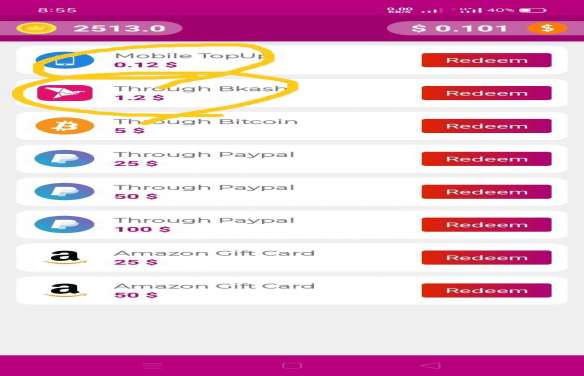 8:55
40%
2513.0
$ 0.101
$
Mobile TopUp
0.12 $
Redeem
Through Bkash
1.2 $
Redeem
Through Bitcoin
5 $
Redeem
Through Paypal
25 $
Redeem
Through Paypal
50 $
Redeem
Through Paypal
100 $
Redeem
Amazon Gift Card
25 $
Redeem
Amazon Gift Card
50 $
Redeem